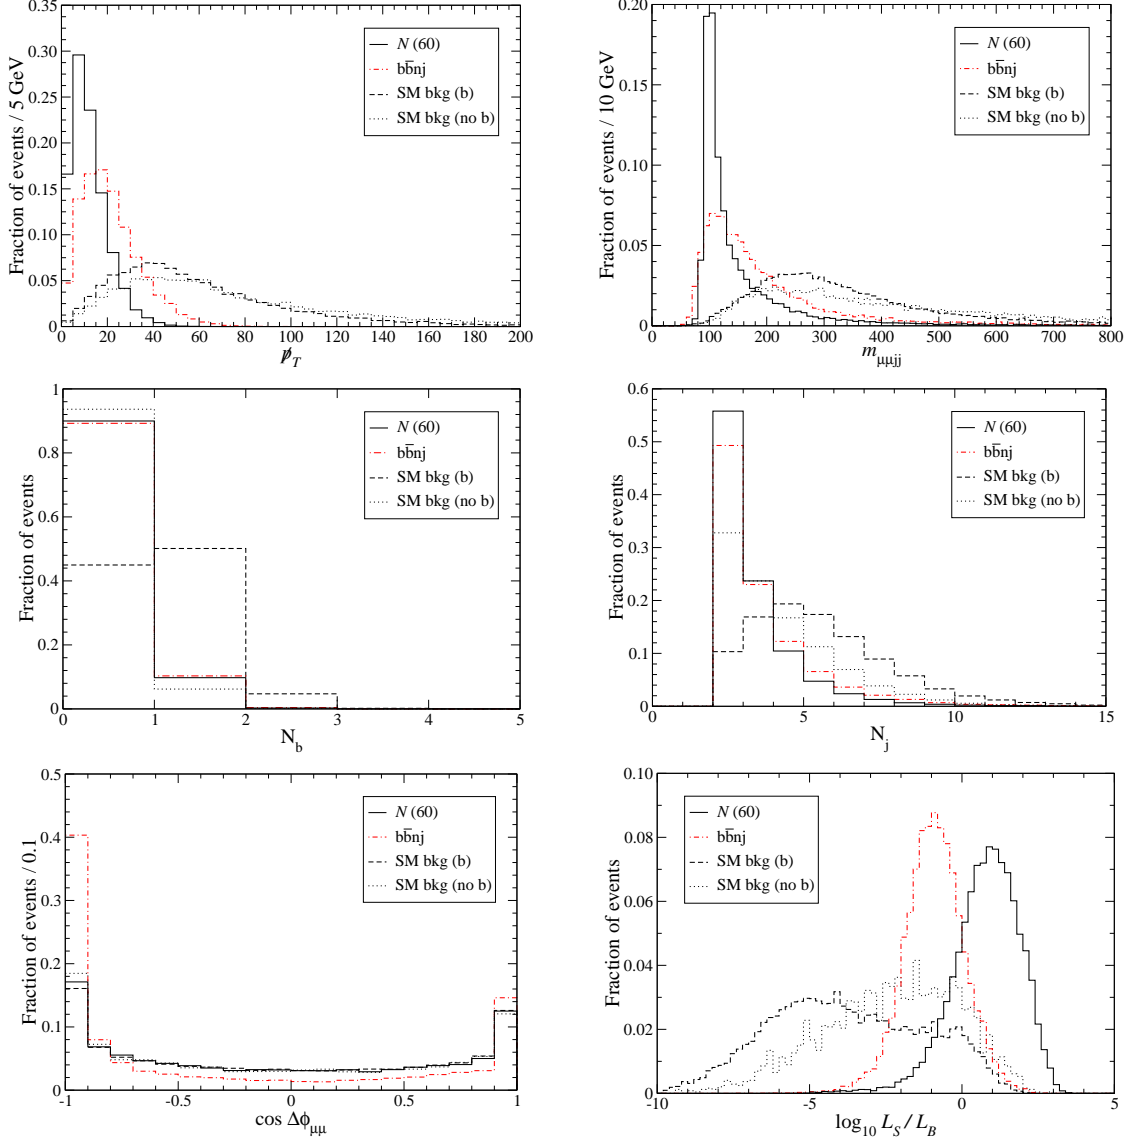 0.35
0.30
0.25
0.20
0.15
0.10
0.05
0
Fraction of events / 5 GeV
N (60)
bb̅nj
SM bkg (b)
SM bkg (no b)
0 20 40 60 80 100 120 140 160 180 200
p̸_T
0.20
0.15
0.10
0.05
0
Fraction of events / 10 GeV
N (60)
bb̅nj
SM bkg (b)
SM bkg (no b)
0 100 200 300 400 500 600 700 800
m_μμjj
1
0.8
0.6
0.4
0.2
0
Fraction of events
N (60)
bb̅nj
SM bkg (b)
SM bkg (no b)
0 1 2 3 4 5
N_b
0.6
0.5
0.4
0.3
0.2
0.1
0
Fraction of events
N (60)
bb̅nj
SM bkg (b)
SM bkg (no b)
0 5 10 15
N_j
0.5
0.4
0.3
0.2
0.1
0
Fraction of events / 0.1
N (60)
bb̅nj
SM bkg (b)
SM bkg (no b)
-1 -0.5 0 0.5 1
cos Δϕ_μμ
0.10
0.08
0.06
0.04
0.02
0
Fraction of events
N (60)
bb̅nj
SM bkg (b)
SM bkg (no b)
-10 -5 0 5
log₁₀ L_S / L_B